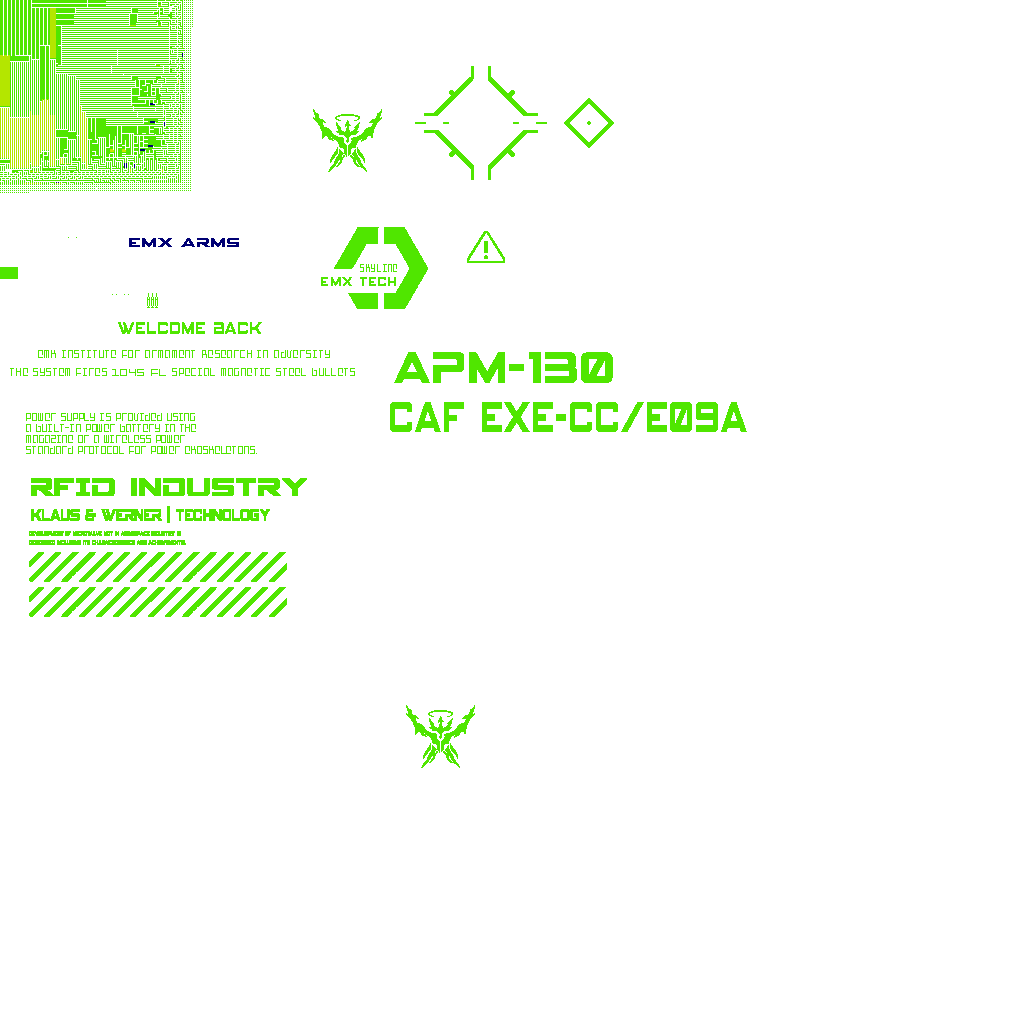 EMX ARMS
SKYLINE
EMX TECH
WELCOME BACK
EMX INSTITUTE FOR ARMAMENT RESEARCH IN ADVERSITY
THE SYSTEM FIRES 1045 FL SPECIAL MAGNETIC STEEL BULLETS
APM-130
CAF EXE-CC/E09A
POWER SUPPLY IS PROVIDED USING
A BUILT-IN POWER BATTERY IN THE
MAGAZINE OR A WIRELESS POWER
STANDARD PROTOCOL FOR POWER EXOSKELETONS.
RFID INDUSTRY
KLAUS & WERNER | TECHNOLOGY